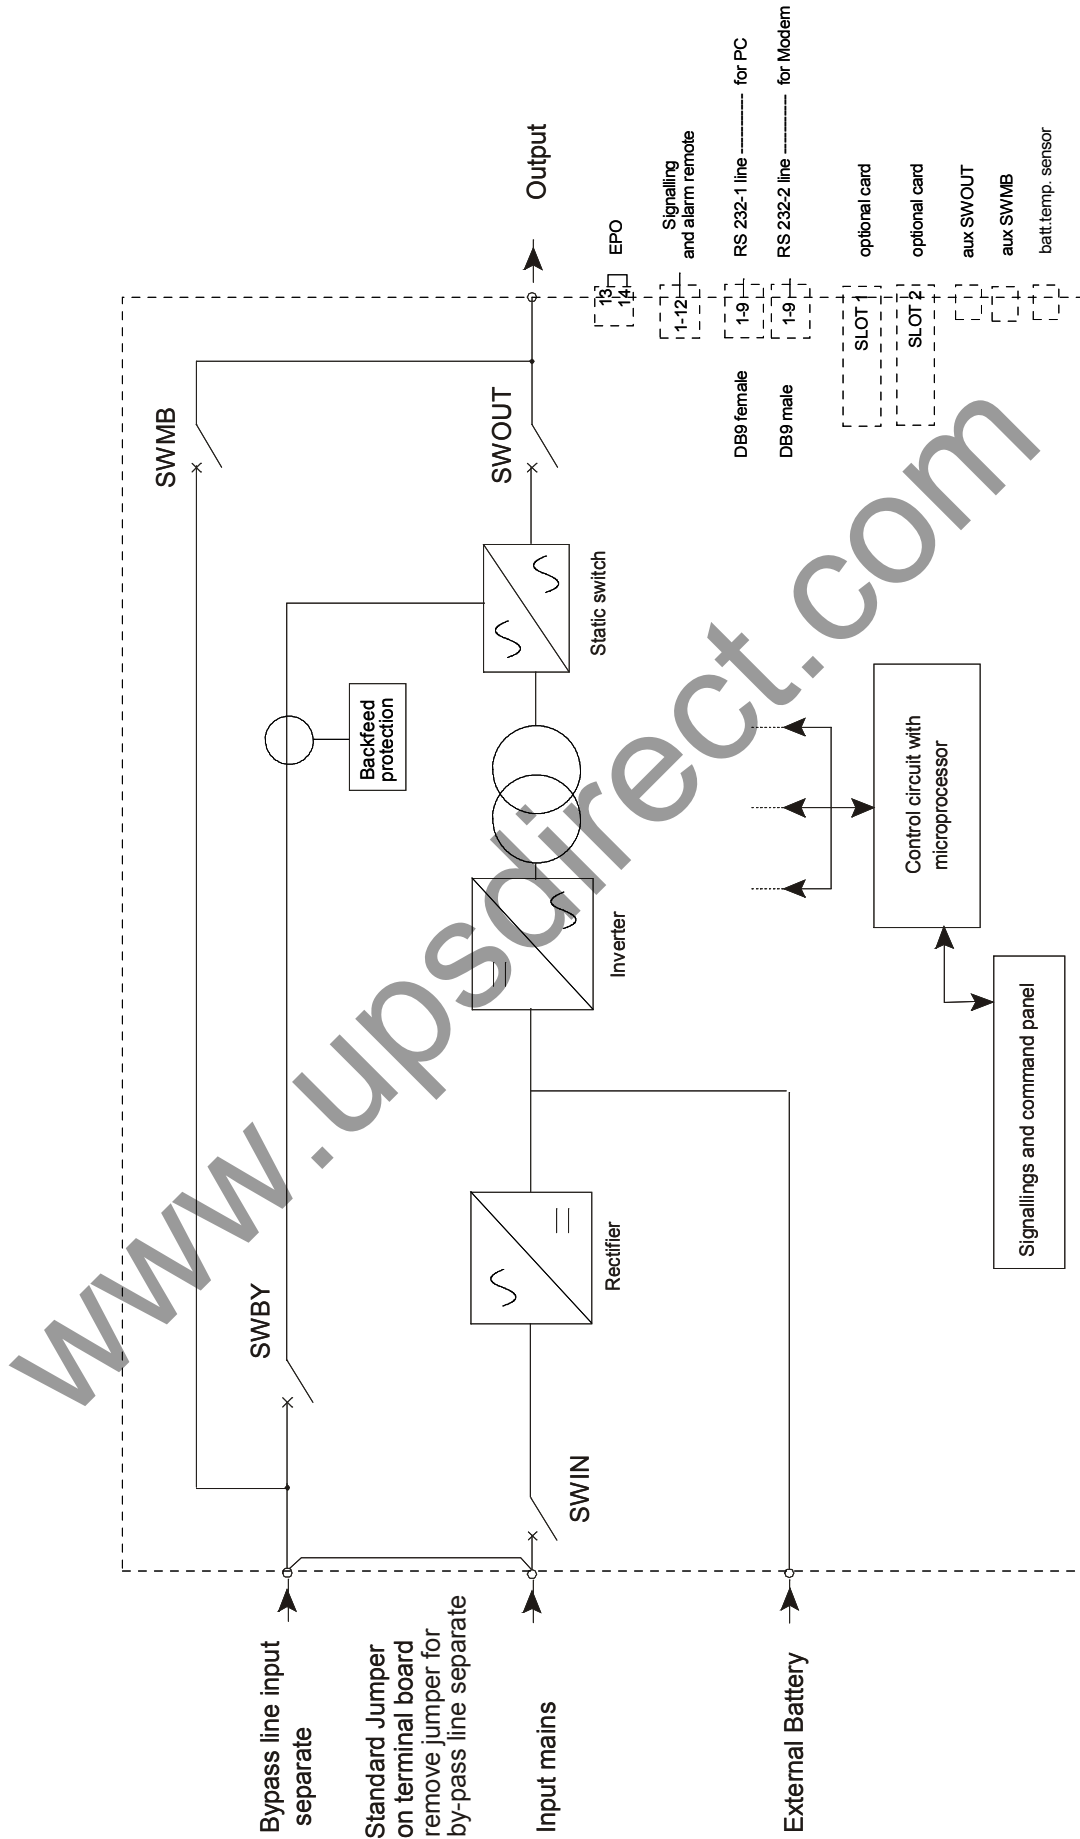 SWMB
SWBY
Backfeed
protection
SWOUT
Static switch
Inverter
Rectifier
SWIN
Output
13
14
EPO
1-12
Signalling
and alarm remote
DB9 female
1-9
RS 232-1 line ---------- for PC
DB9 male
1-9
RS 232-2 line ---------- for Modem
SLOT 1
optional card
SLOT 2
optional card
aux SWOUT
aux SWMB
batt.temp. sensor
Control circuit with
microprocessor
Signallings and command panel
Bypass line input
separate
Standard Jumper
on terminal board
remove jumper for
by-pass line separate
Input mains
External Battery
www.upsdirect.com